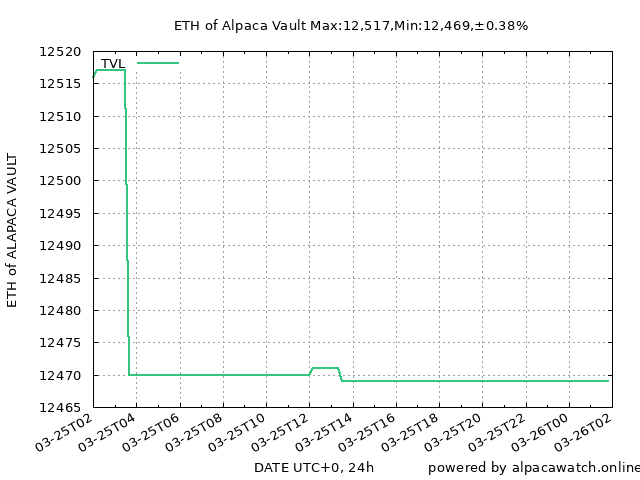 ETH of Alpaca Vault Max:12,517,Min:12,469,±0.38%
TVL
12520
12515
12510
12505
12500
12495
12490
12485
12480
12475
12470
12465
ETH of ALAPACA VAULT
03-25T02
03-25T04
03-25T06
03-25T08
03-25T10
03-25T12
03-25T14
03-25T16
03-25T18
03-25T20
03-25T22
03-26T00
03-26T02
DATE UTC+0, 24h
powered by alpacawatch.online